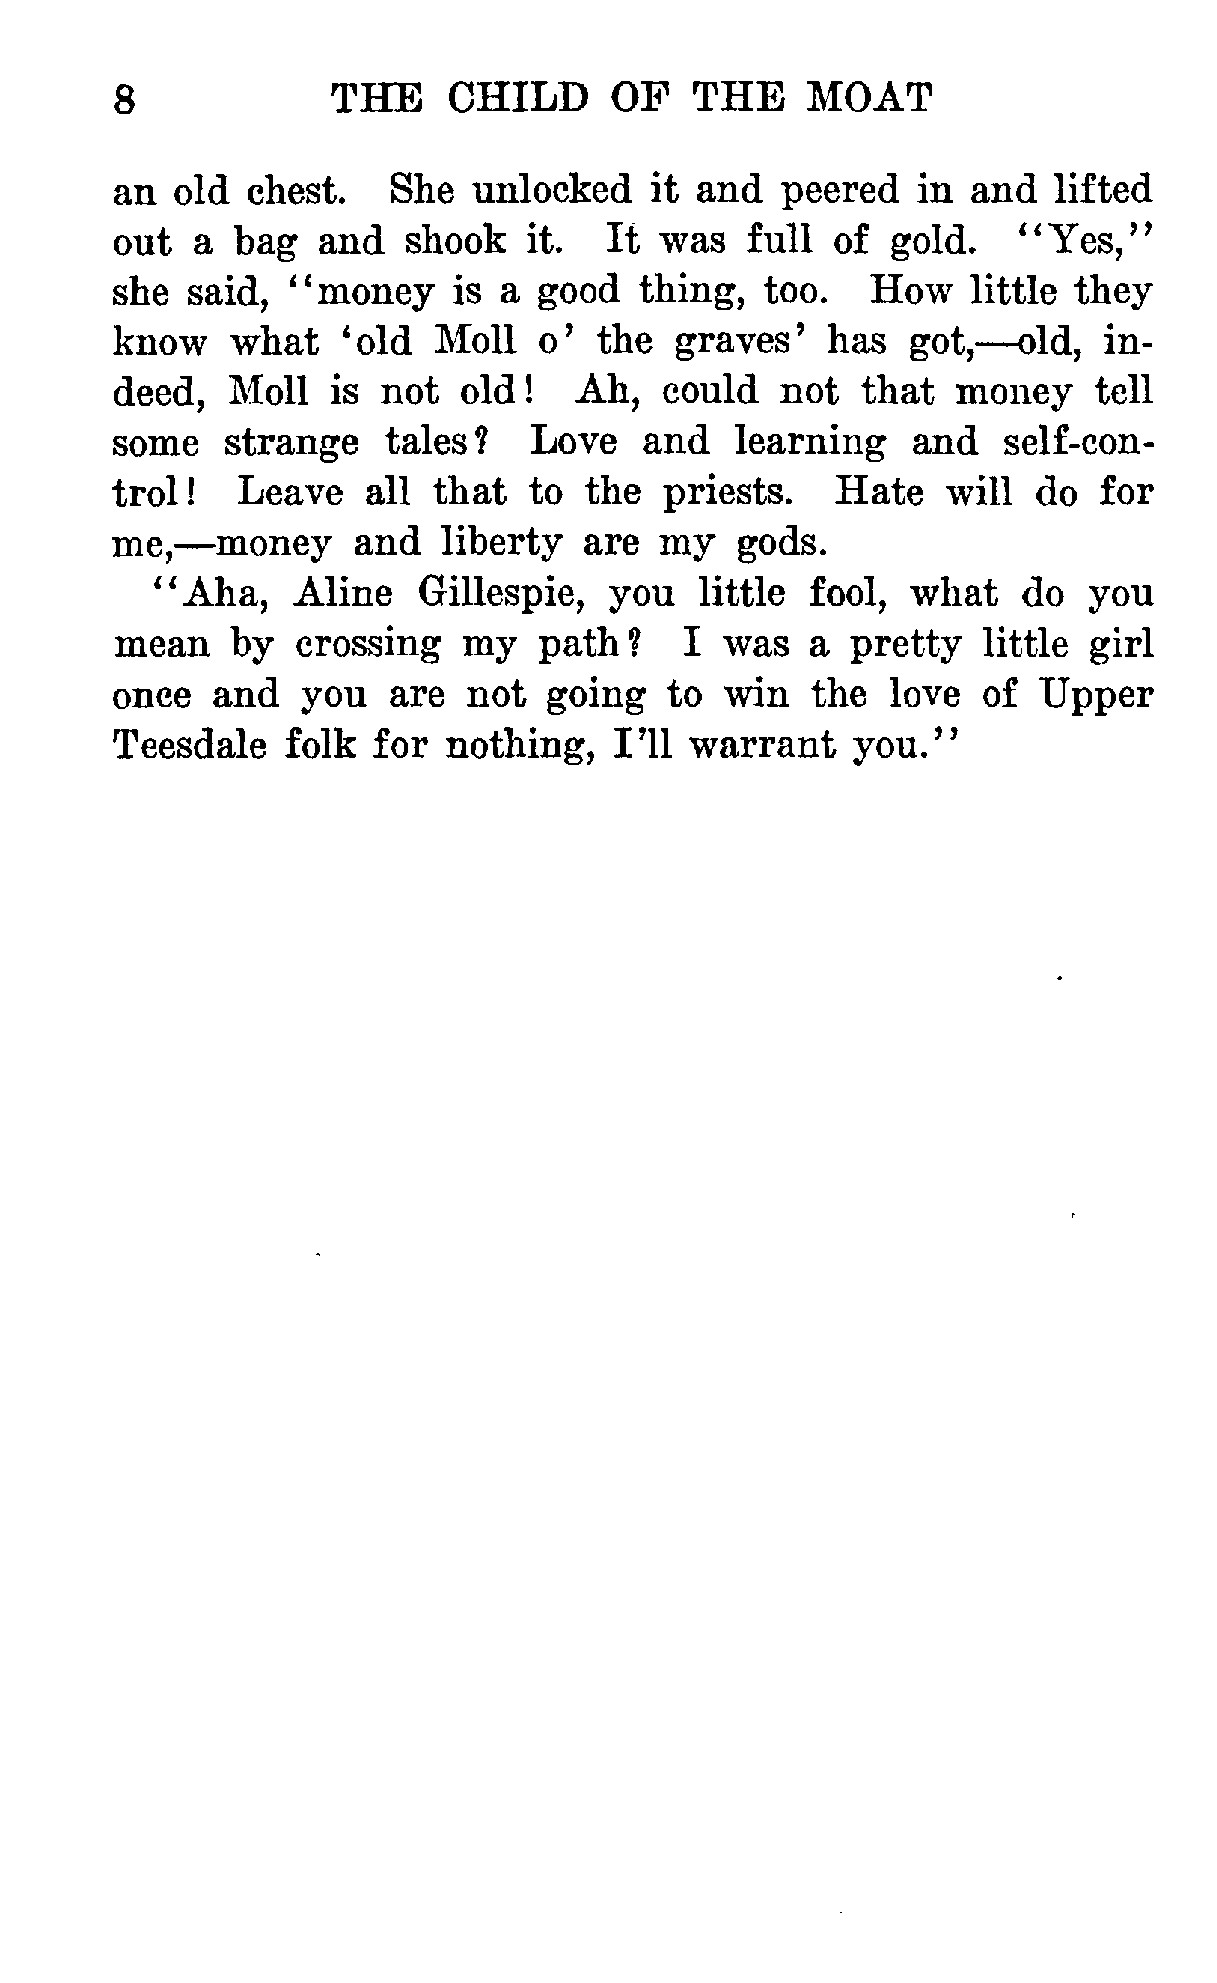 8 THE CHILD OF THE MOAT
an old chest. She unlocked it and peered in and lifted
out a bag and shook it. It was full of gold. "Yes,"
she said, "money is a good thing, too. How little they
know what 'old Moll o' the graves' has got,—old, in-
deed, Moll is not old! Ah, could not that money tell
some strange tales? Love and learning and self-con-
trol! Leave all that to the priests. Hate will do for
me,—money and liberty are my gods.
"Aha, Aline Gillespie, you little fool, what do you
mean by crossing my path? I was a pretty little girl
once and you are not going to win the love of Upper
Teesdale folk for nothing, I'll warrant you."